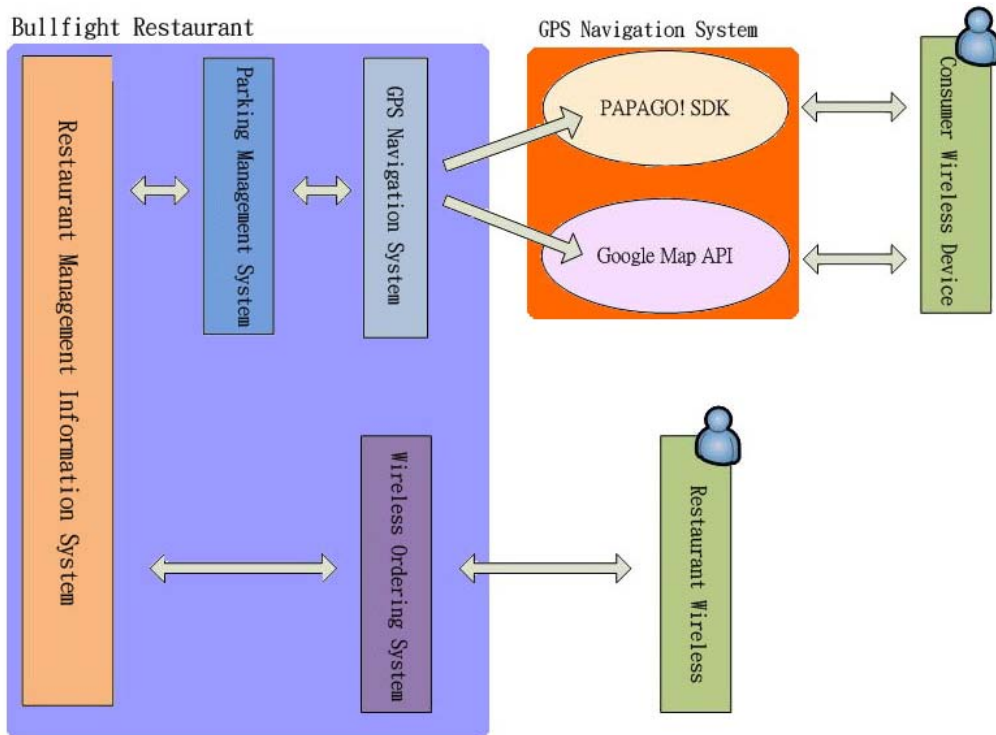 Bullfight Restaurant
GPS Navigation System
Restaurant Management Information System
Parking Management System
GPS Navigation System
PAPAGO! SDK
Google Map API
Consumer Wireless Device
Wireless Ordering System
Restaurant Wireless